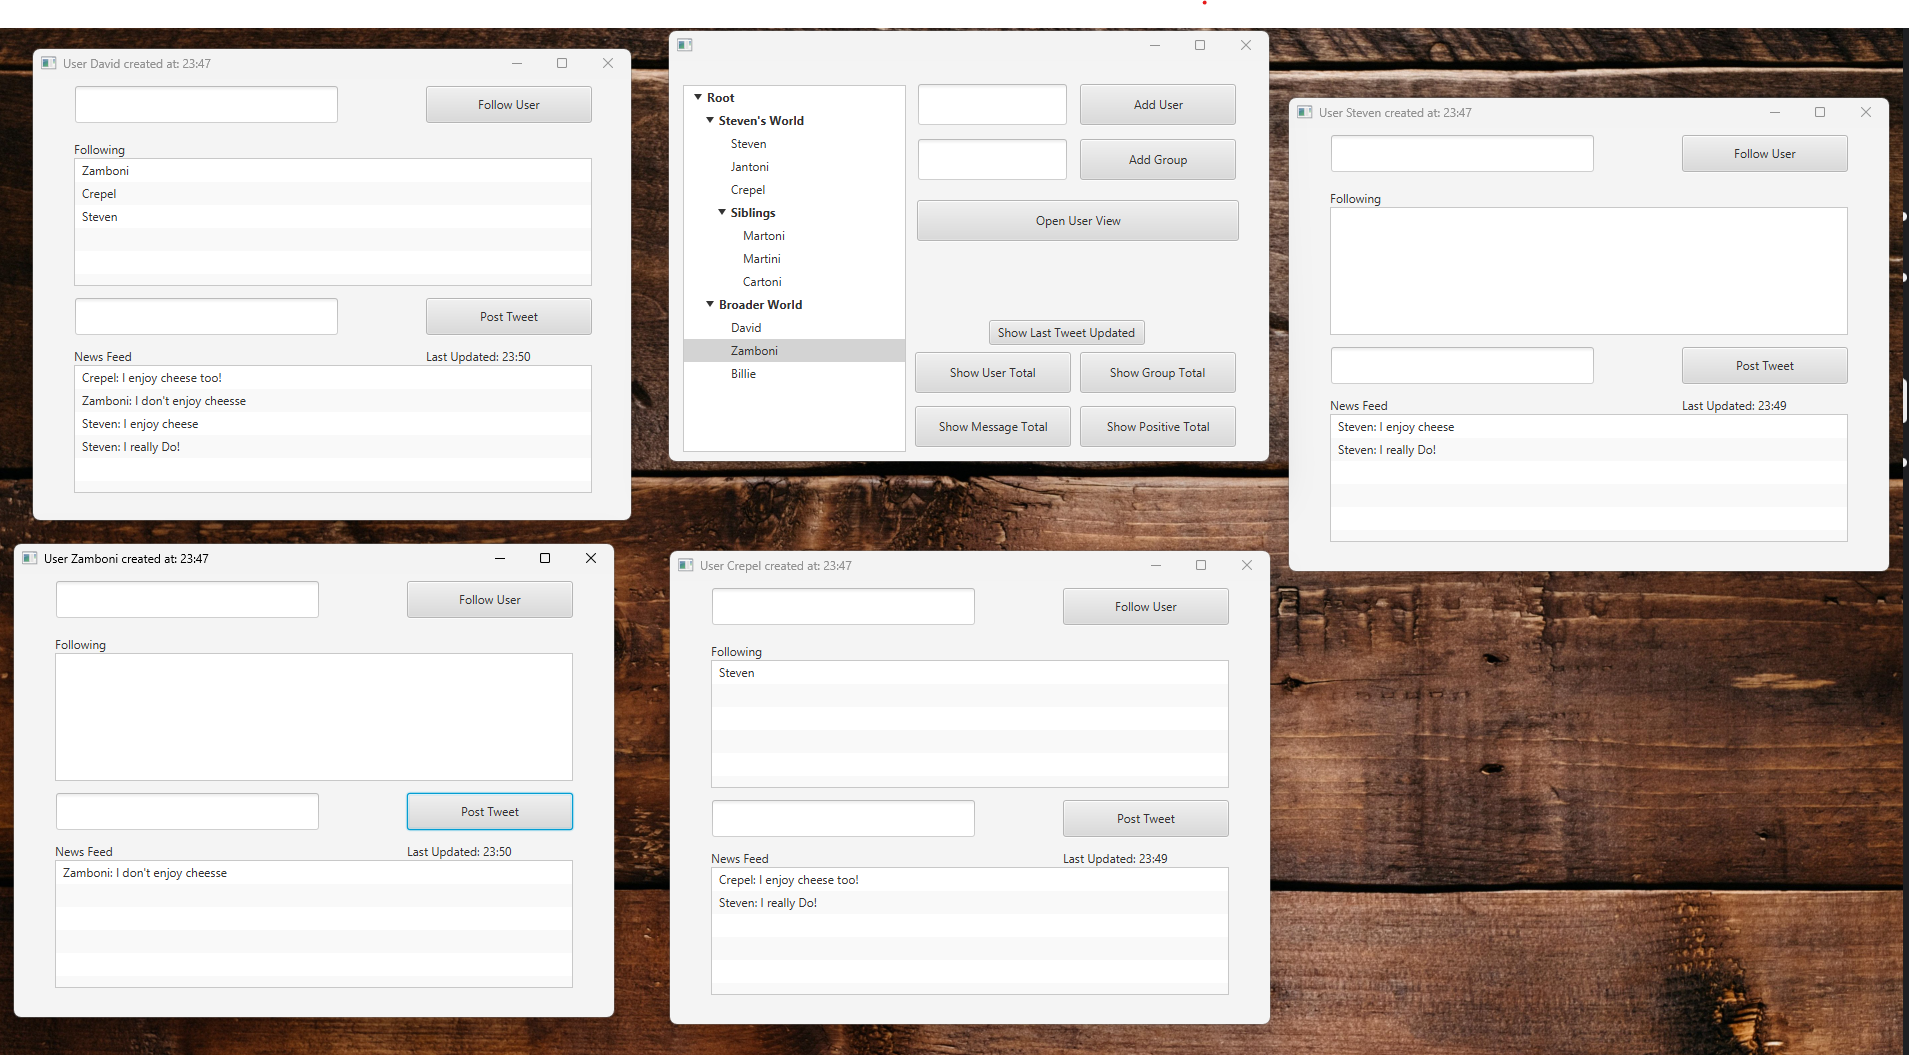 User David created at: 23:47
Follow User
Following
Zamboni
Crepel
Steven
Post Tweet
News Feed
Last Updated: 23:50
Crepel: I enjoy cheese too!
Zamboni: I don't enjoy cheesse
Steven: I enjoy cheese
Steven: I really Do!
Root
Steven's World
Steven
Jantoni
Crepel
Siblings
Martoni
Martini
Cartoni
Broader World
David
Zamboni
Billie
Add User
Add Group
Open User View
Show Last Tweet Updated
Show User Total
Show Group Total
Show Message Total
Show Positive Total
User Steven created at: 23:47
Follow User
Following
Post Tweet
News Feed
Last Updated: 23:49
Steven: I enjoy cheese
Steven: I really Do!
User Zamboni created at: 23:47
Follow User
Following
Post Tweet
News Feed
Last Updated: 23:50
Zamboni: I don't enjoy cheesse
User Crepel created at: 23:47
Follow User
Following
Steven
Post Tweet
News Feed
Last Updated: 23:49
Crepel: I enjoy cheese too!
Steven: I really Do!